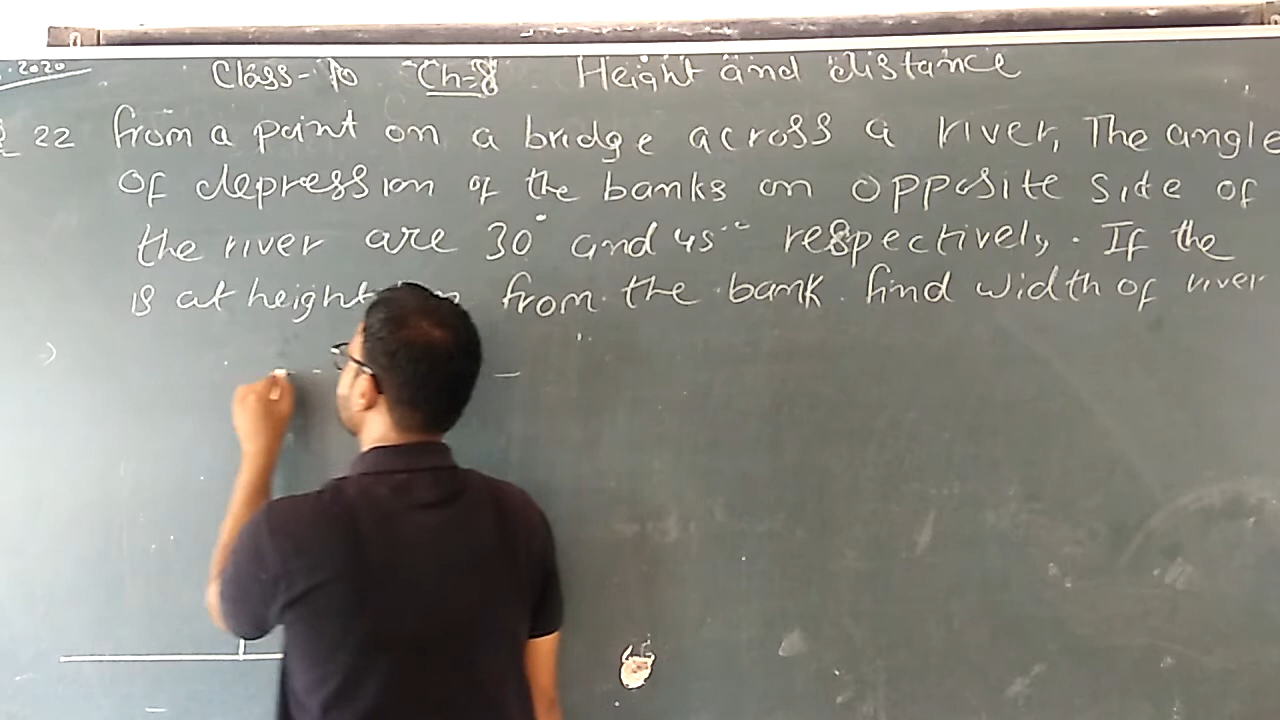 .2020
Class-10 Ch-8 Height and distance
Q 22 from a point on a bridge across a river, The angle
of depression of the banks on opposite side of
the river are 30° and 45° respectively. If the
is at height from the bank. find width of river